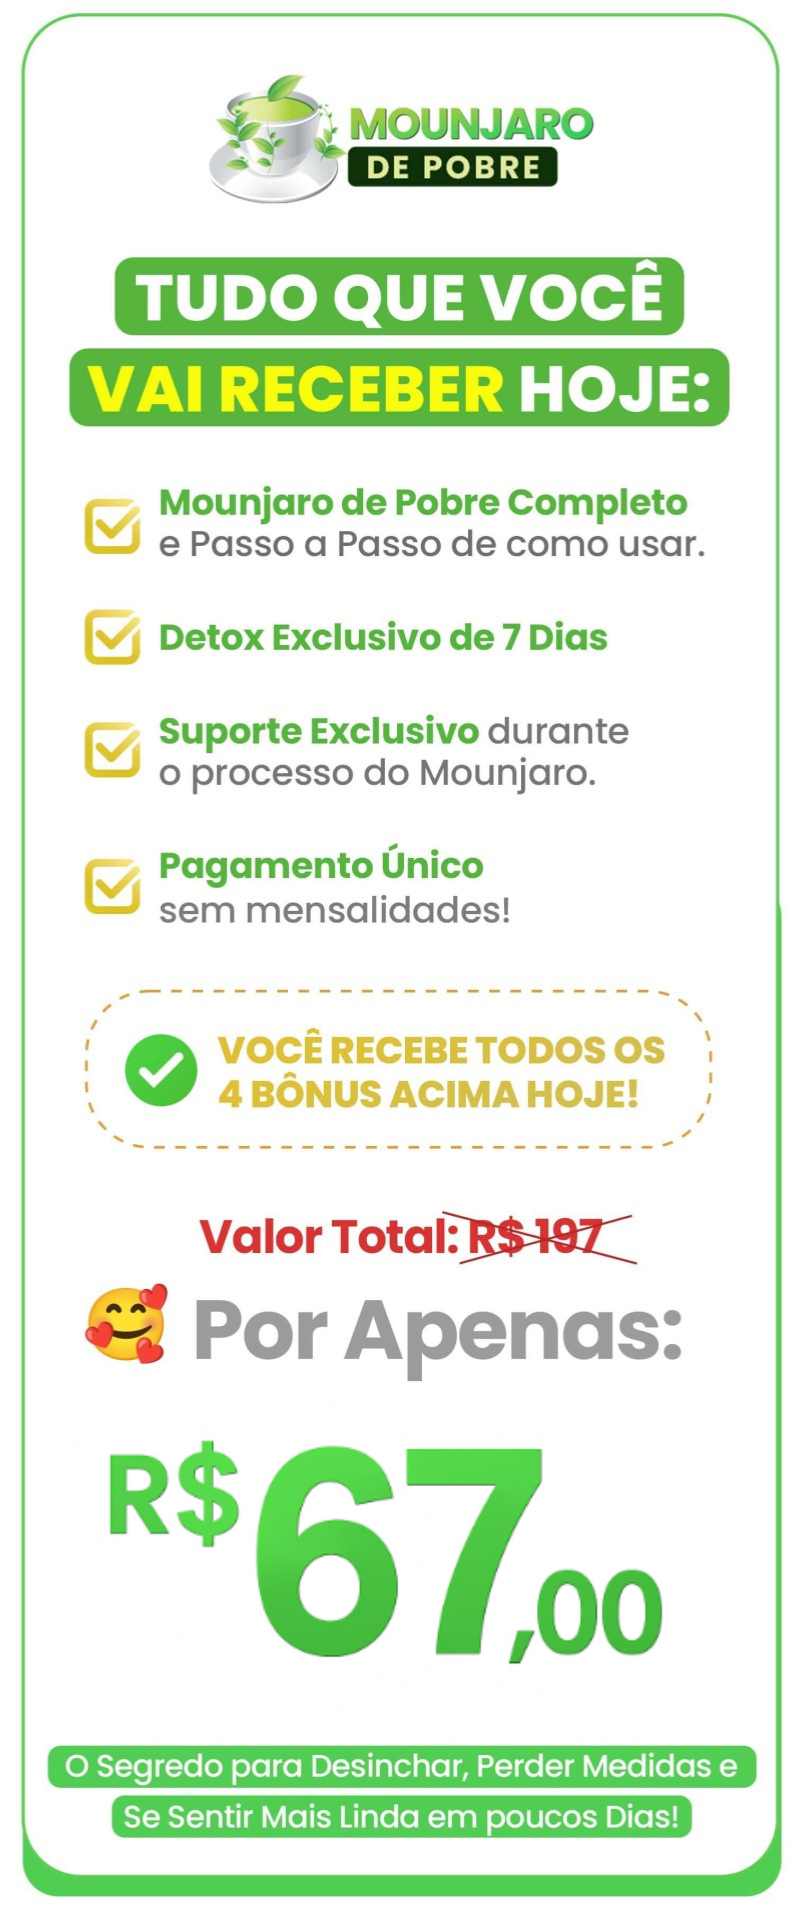 MOUNJARO
DE POBRE
TUDO QUE VOCÊ
VAI RECEBER HOJE:
Mounjaro de Pobre Completo
e Passo a Passo de como usar.
Detox Exclusivo de 7 Dias
Suporte Exclusivo durante
o processo do Mounjaro.
Pagamento Único
sem mensalidades!
VOCÊ RECEBE TODOS OS
4 BÔNUS ACIMA HOJE!
Valor Total: R$ 197
Por Apenas:
R$ 67,00
O Segredo para Desinchar, Perder Medidas e
Se Sentir Mais Linda em poucos Dias!